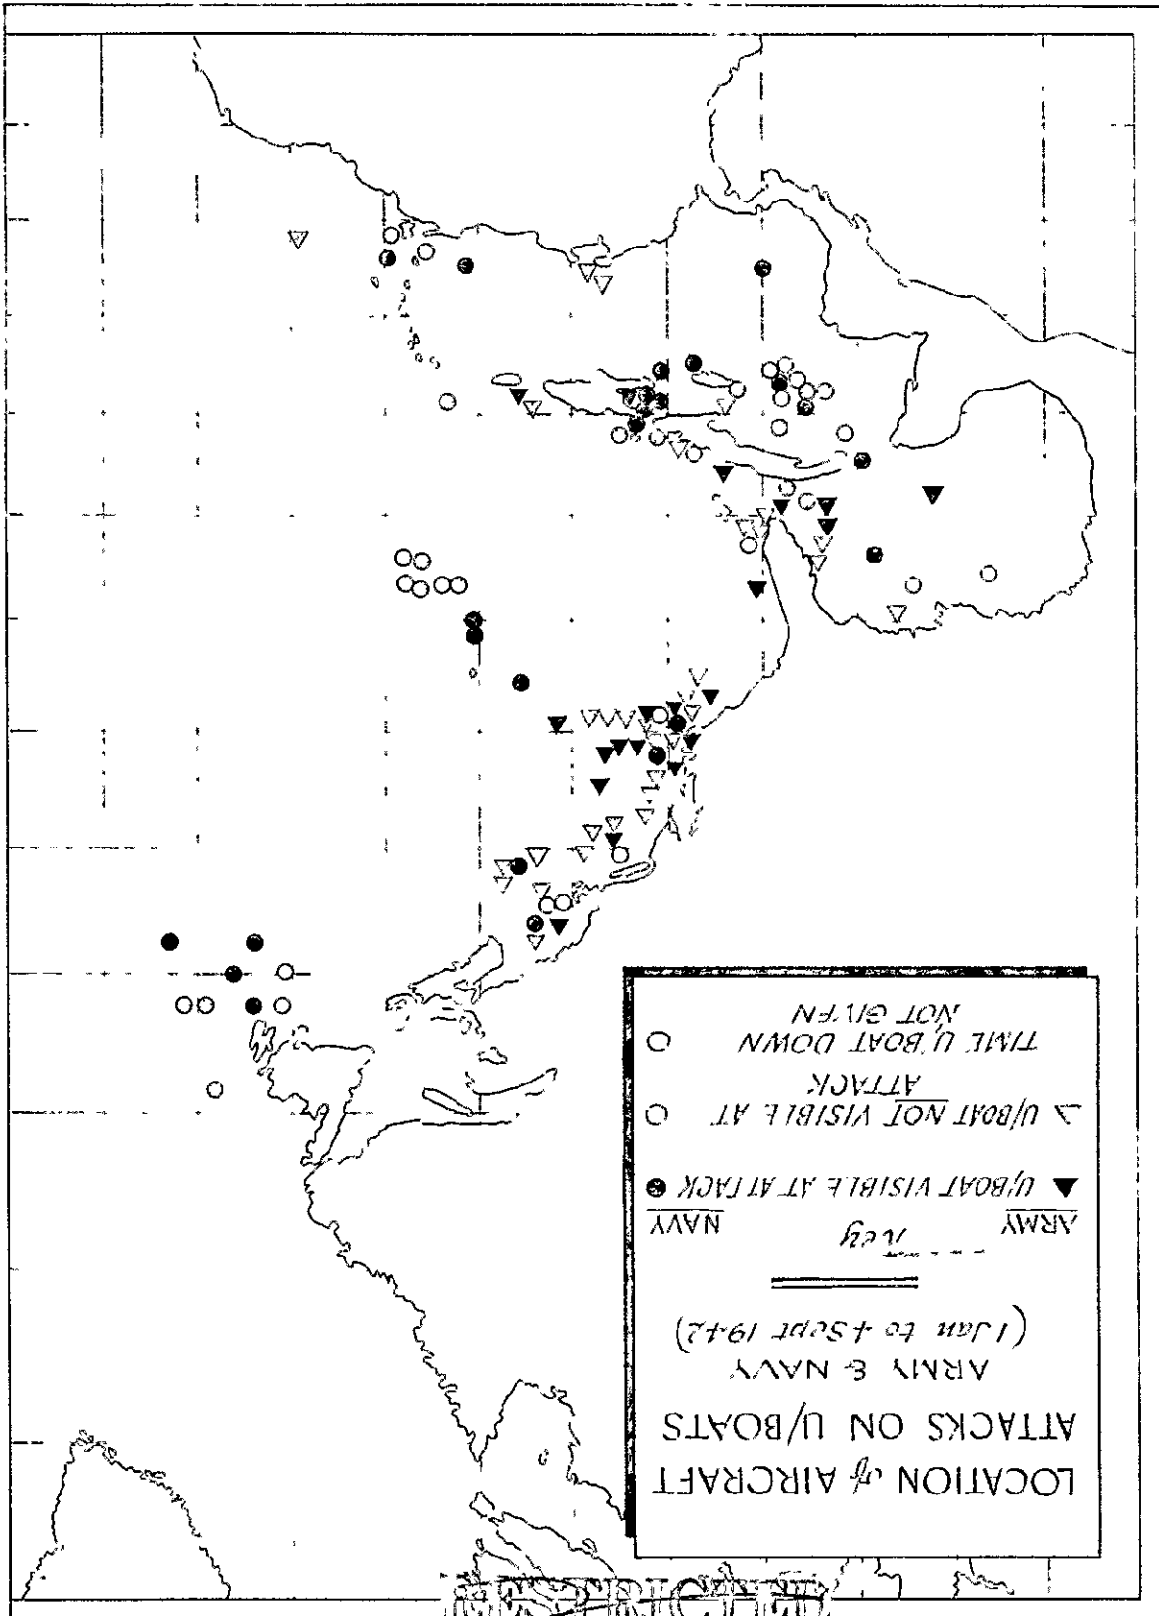 RESTRICTED
LOCATION of AIRCRAFT
ATTACKS ON U/BOATS
ARMY & NAVY
(1 Jan to 4 Sept 1942)
Key
ARMY NAVY
U/BOAT VISIBLE AT ATTACK
U/BOAT NOT VISIBLE AT
ATTACK
TIME U/BOAT DOWN
NOT GIVEN